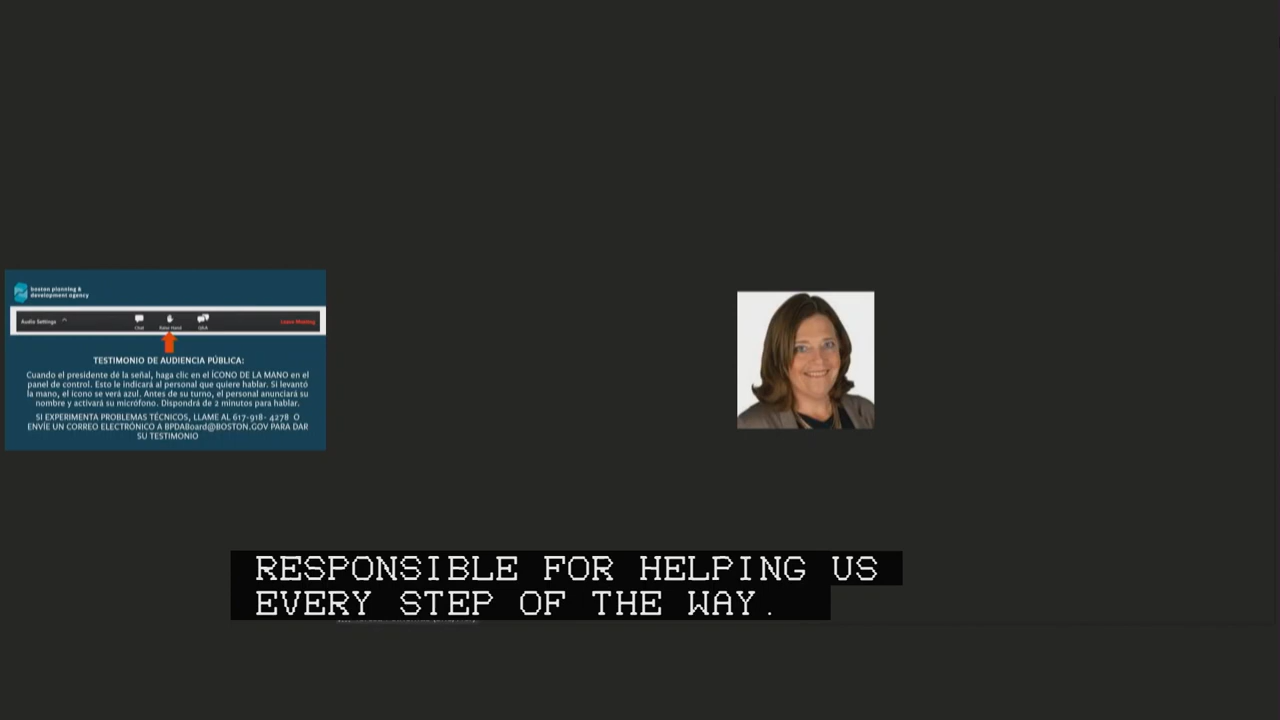 boston planning &
development agency
Audio Settings
Chat
Raise Hand
Q&A
Leave Meeting
TESTIMONIO DE AUDIENCIA PÚBLICA:
Cuando el presidente dé la señal, haga clic en el ÍCONO DE LA MANO en el
panel de control. Esto le indicará al personal que quiere hablar. Si levantó
la mano, el ícono se verá azul. Antes de su turno, el personal anunciará su
nombre y activará su micrófono. Dispondrá de 2 minutos para hablar.
SI EXPERIMENTA PROBLEMAS TÉCNICOS, LLAME AL 617-918- 4278 O
ENVÍE UN CORREO ELECTRÓNICO A BPDABoard@BOSTON.GOV PARA DAR
SU TESTIMONIO
RESPONSIBLE FOR HELPING US
EVERY STEP OF THE WAY.